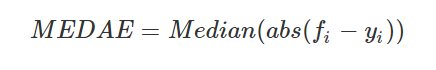 MEDAE = Median(abs(f_i − y_i))